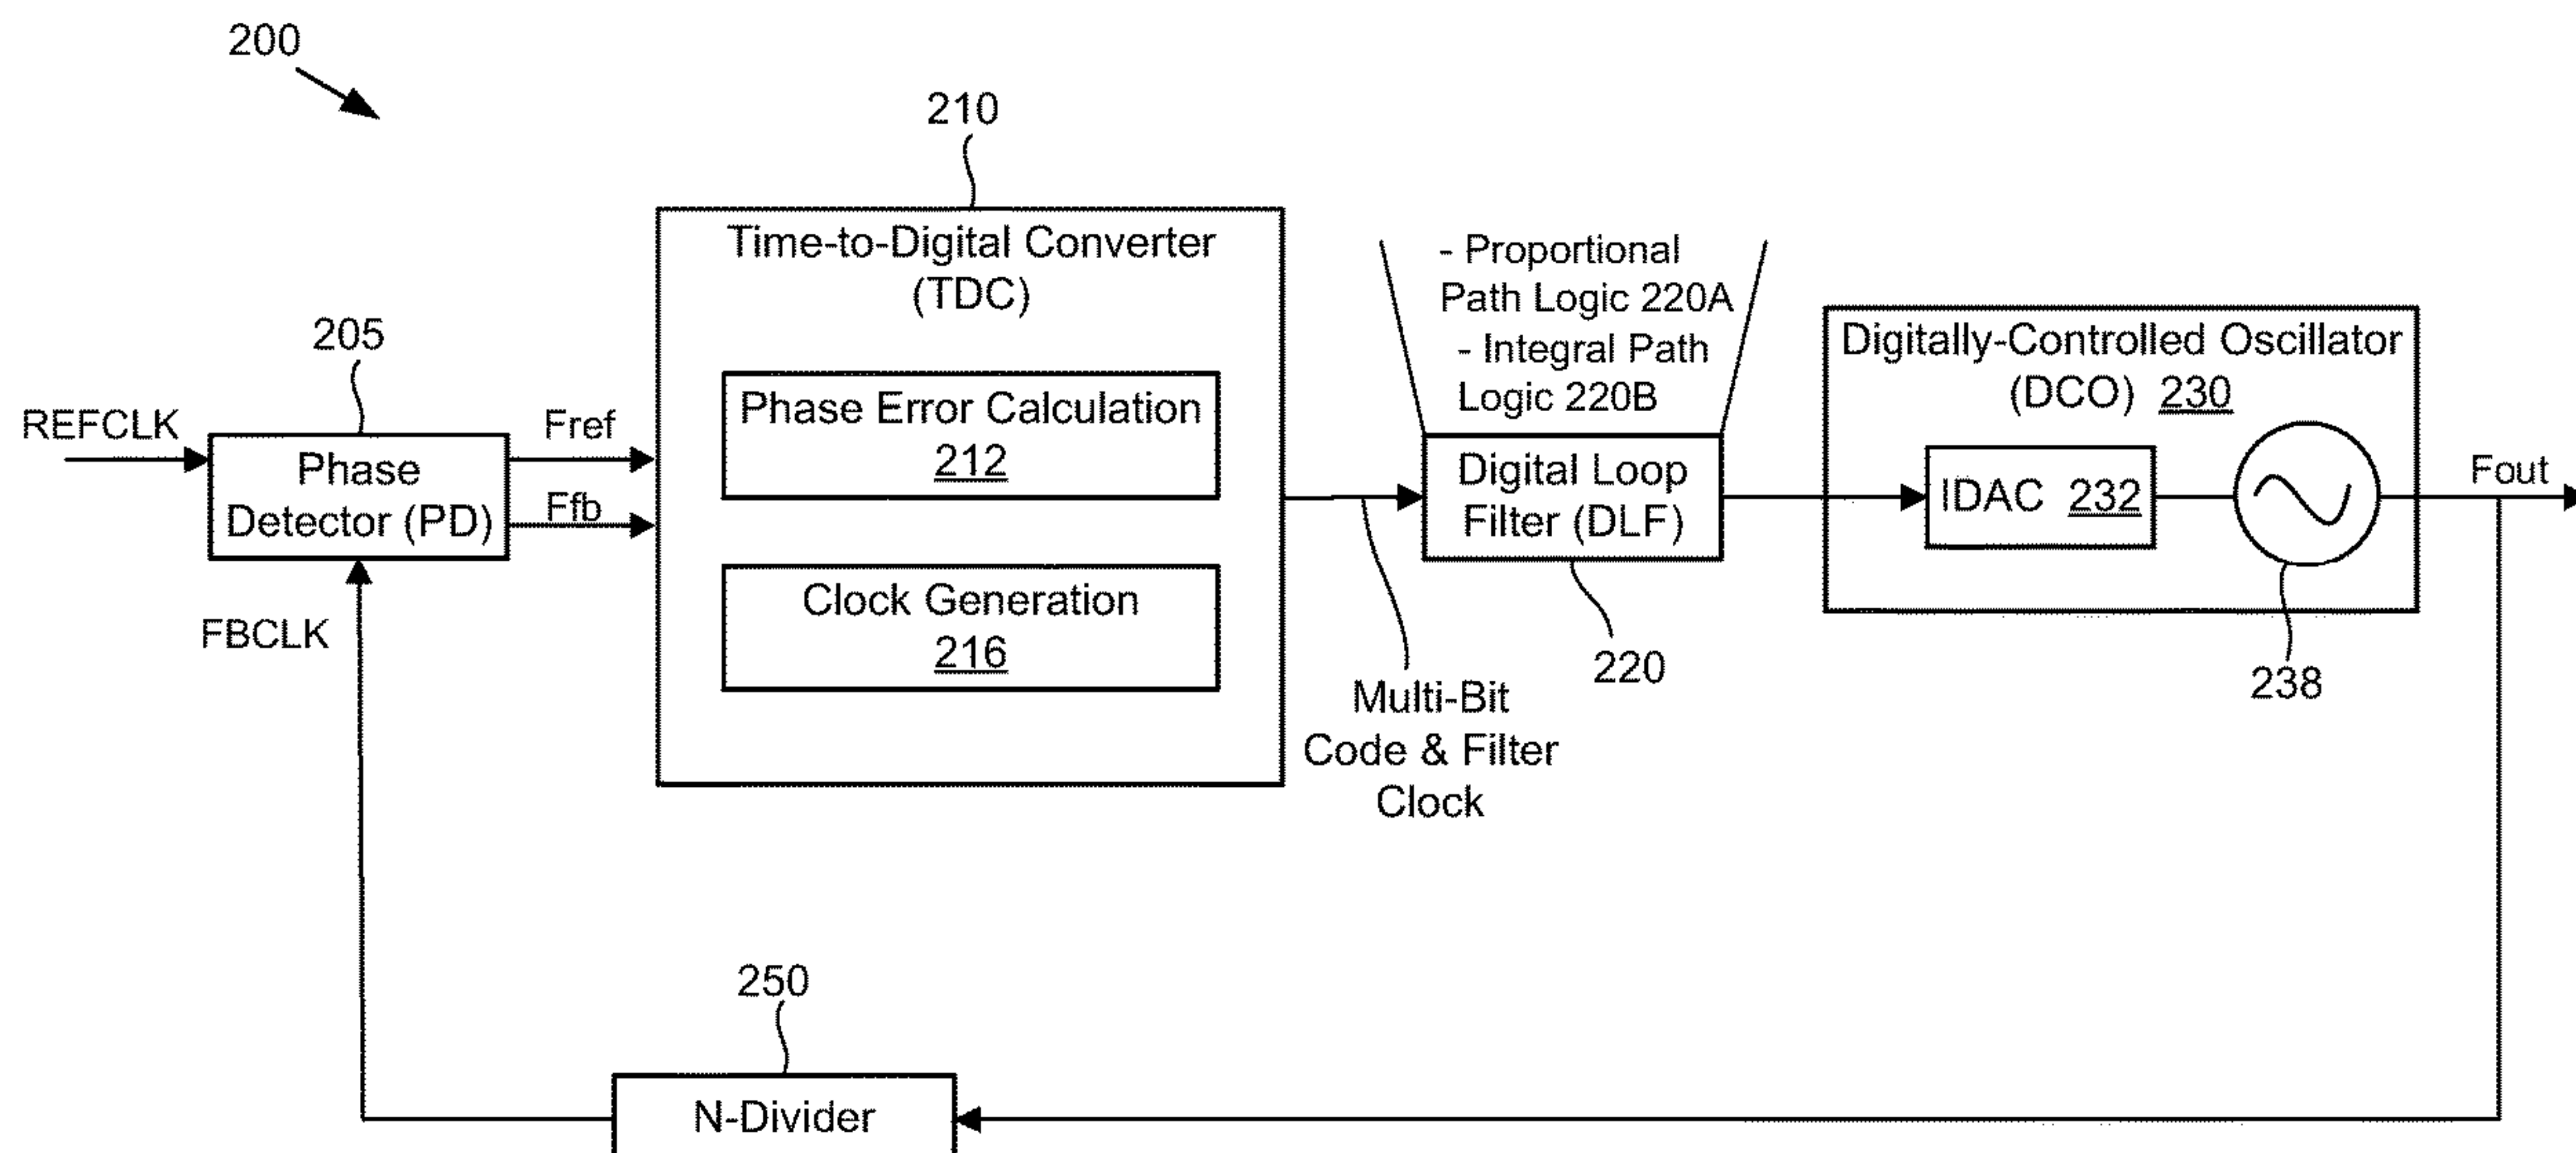 200
210
Time-to-Digital Converter
(TDC)
- Proportional
Path Logic 220A
- Integral Path
Logic 220B
205
Digitally-Controlled Oscillator
(DCO) 230
REFCLK
Fref
Phase Error Calculation
212
Phase
Detector (PD)
Ffb
Digital Loop
Filter (DLF)
IDAC 232
Fout
Clock Generation
216
FBCLK
220
238
Multi-Bit
Code & Filter
Clock
250
N-Divider